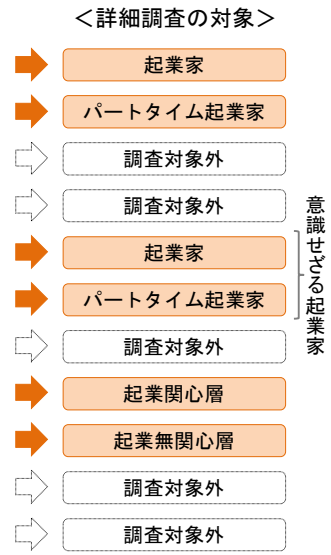 ＜詳細調査の対象＞
起業家
パートタイム起業家
調査対象外
調査対象外
起業家
パートタイム起業家
意識せざる起業家
調査対象外
起業関心層
起業無関心層
調査対象外
調査対象外